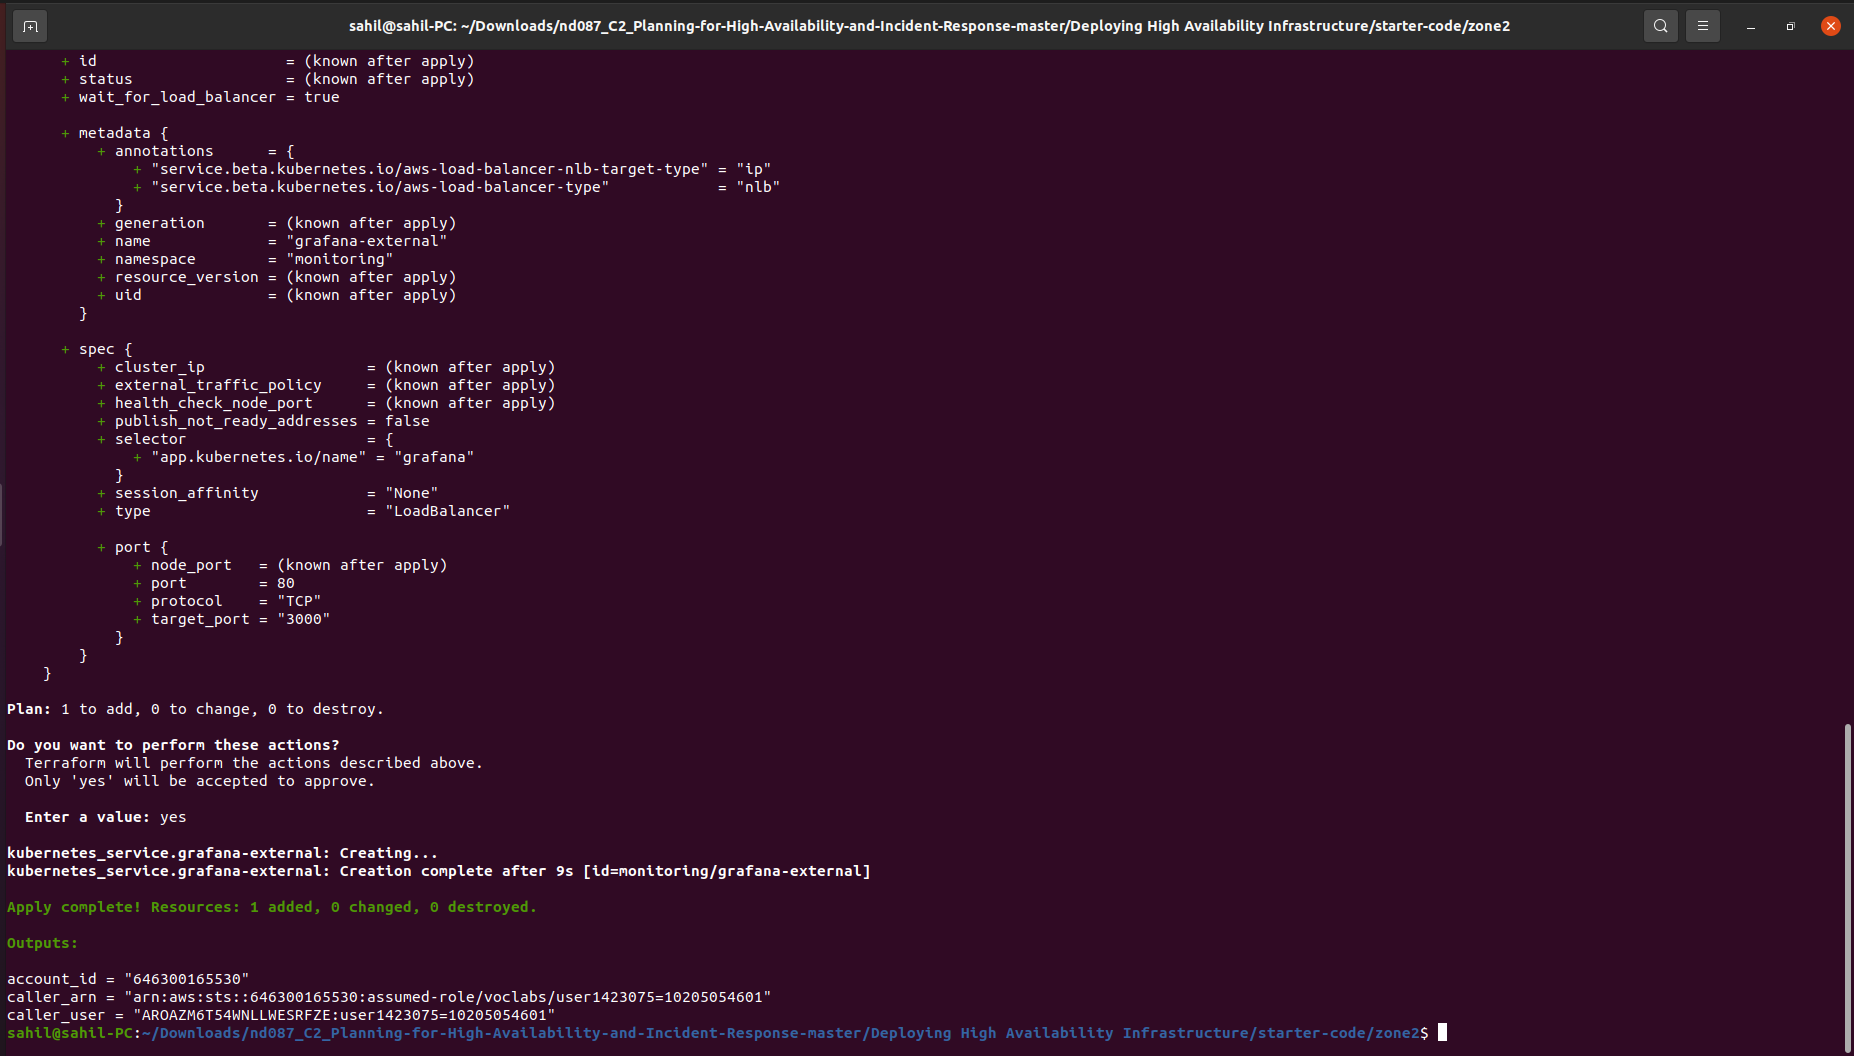 sahil@sahil-PC: ~/Downloads/nd087_C2_Planning-for-High-Availability-and-Incident-Response-master/Deploying High Availability Infrastructure/starter-code/zone2
      + id                     = (known after apply)
      + status                 = (known after apply)
      + wait_for_load_balancer = true
      + metadata {
          + annotations      = {
              + "service.beta.kubernetes.io/aws-load-balancer-nlb-target-type" = "ip"
              + "service.beta.kubernetes.io/aws-load-balancer-type"            = "nlb"
            }
          + generation       = (known after apply)
          + name             = "grafana-external"
          + namespace        = "monitoring"
          + resource_version = (known after apply)
          + uid              = (known after apply)
        }
      + spec {
          + cluster_ip                  = (known after apply)
          + external_traffic_policy     = (known after apply)
          + health_check_node_port      = (known after apply)
          + publish_not_ready_addresses = false
          + selector                    = {
              + "app.kubernetes.io/name" = "grafana"
            }
          + session_affinity            = "None"
          + type                        = "LoadBalancer"
          + port {
              + node_port   = (known after apply)
              + port        = 80
              + protocol    = "TCP"
              + target_port = "3000"
            }
        }
    }
Plan: 1 to add, 0 to change, 0 to destroy.
Do you want to perform these actions?
  Terraform will perform the actions described above.
  Only 'yes' will be accepted to approve.
  Enter a value: yes
kubernetes_service.grafana-external: Creating...
kubernetes_service.grafana-external: Creation complete after 9s [id=monitoring/grafana-external]
Apply complete! Resources: 1 added, 0 changed, 0 destroyed.
Outputs:
account_id = "646300165530"
caller_arn = "arn:aws:sts::646300165530:assumed-role/voclabs/user1423075=10205054601"
caller_user = "AROAZM6T54WNLLWESRFZE:user1423075=10205054601"
sahil@sahil-PC:~/Downloads/nd087_C2_Planning-for-High-Availability-and-Incident-Response-master/Deploying High Availability Infrastructure/starter-code/zone2$